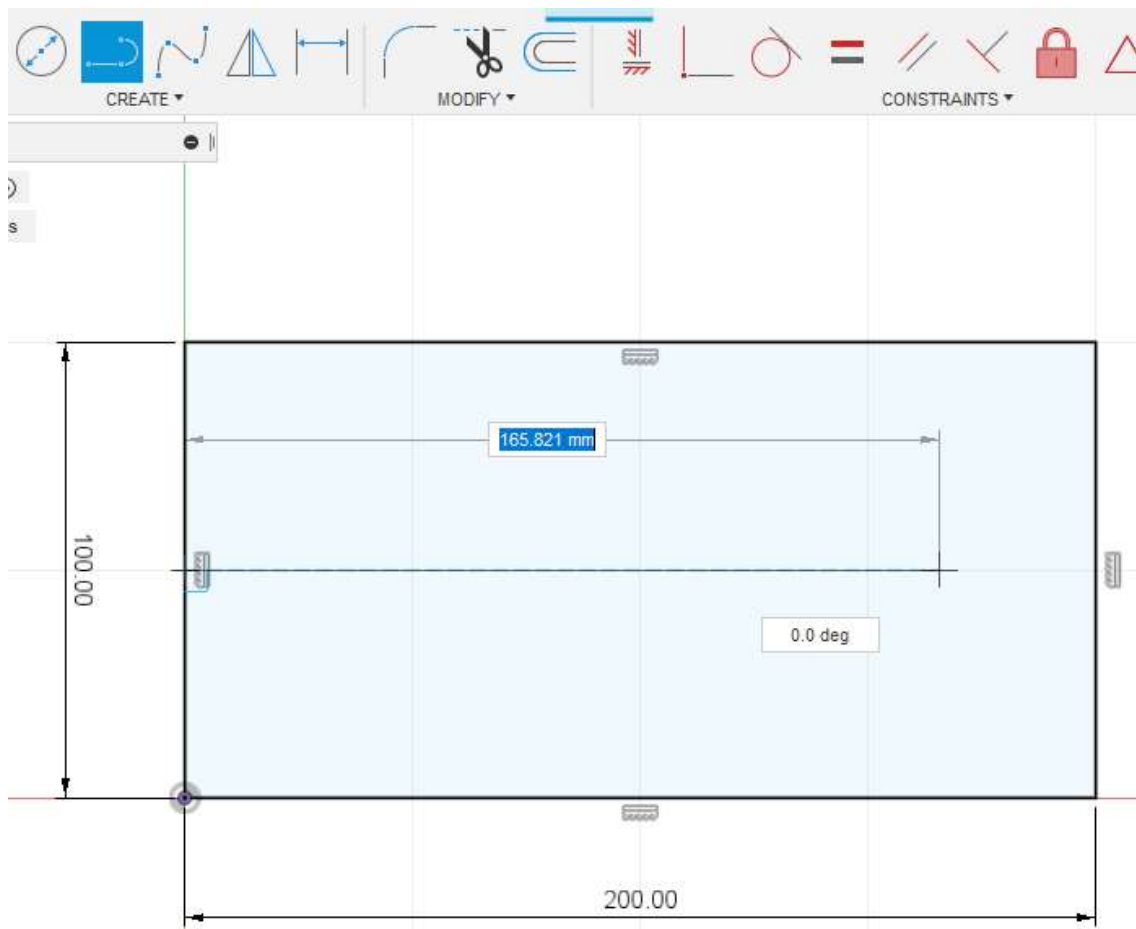 CREATE ▾ MODIFY ▾ CONSTRAINTS ▾
s
165.821 mm
100.00
0.0 deg
200.00